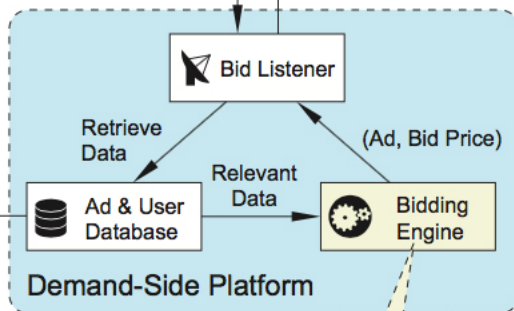 Bid Listener
Retrieve
Data
(Ad, Bid Price)
Relevant
Data
Ad & User
Database
Bidding
Engine
Demand-Side Platform